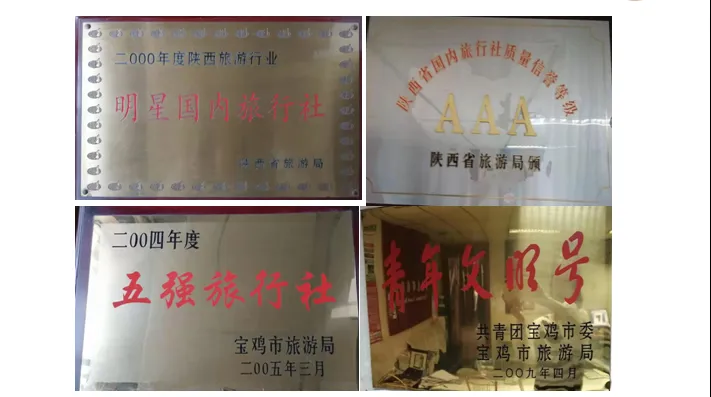 二000年度陕西旅游行业
明星国内旅行社
陕西省旅游局
陕西省国内旅行社质量信誉等级
AAA
陕西省旅游局颁
二00四年度
五强旅行社
宝鸡市旅游局
二00五年三月
青年文明号
共青团宝鸡市委
宝鸡市旅游局
二00九年四月